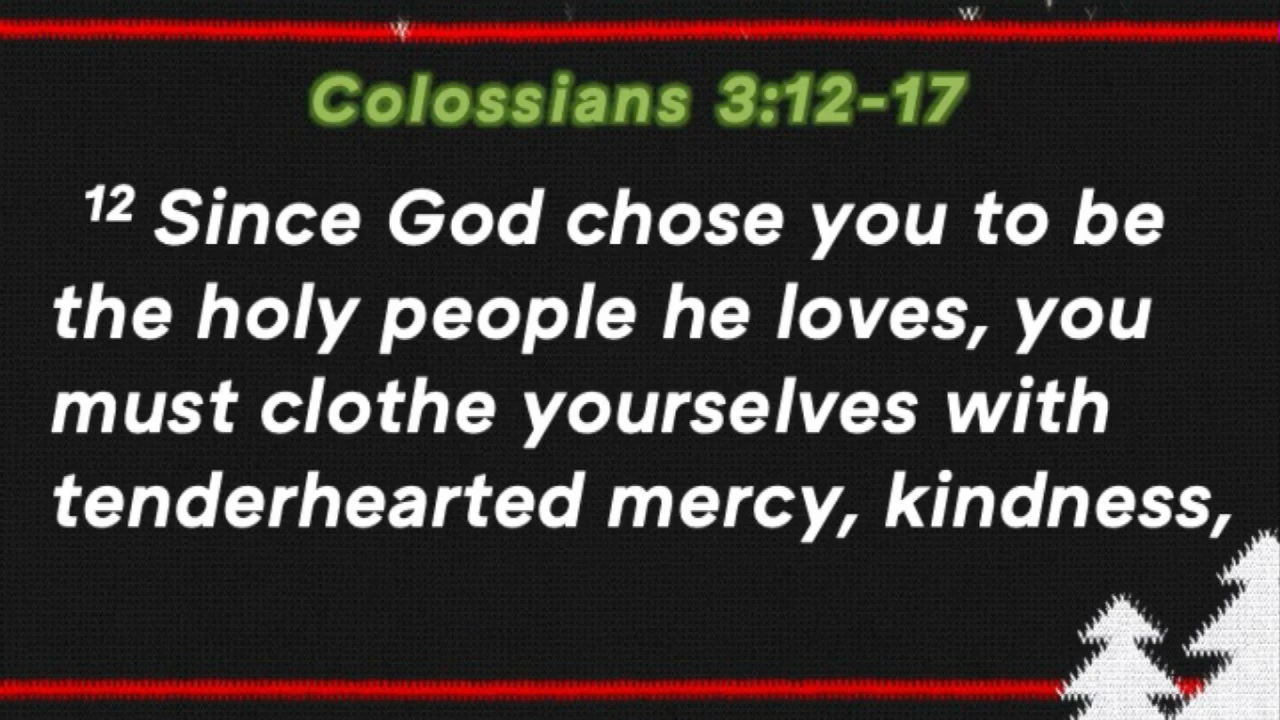 Colossians 3:12-17
¹² Since God chose you to be
the holy people he loves, you
must clothe yourselves with
tenderhearted mercy, kindness,